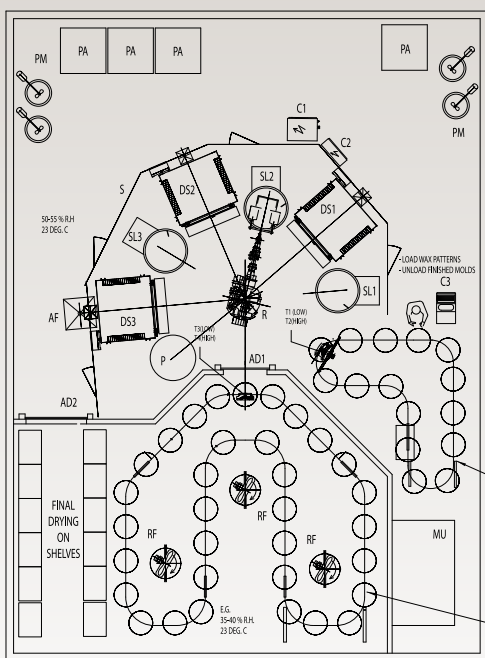 PM
PA
PA
PA
PA
PM
C1
C2
S
DS2
SL2
DS1
50-55 % R.H
23 DEG. C
SL3
- LOAD WAX PATTERNS
- UNLOAD FINISHED MOLDS
SL1
C3
AF
DS3
R
T1 (LOW)
T2(HIGH)
T3(LOW)
P
AD1
AD2
FINAL
DRYING
ON
SHELVES
RF
RF
RF
MU
E.G.
35-40 % R.H.
23 DEG. C